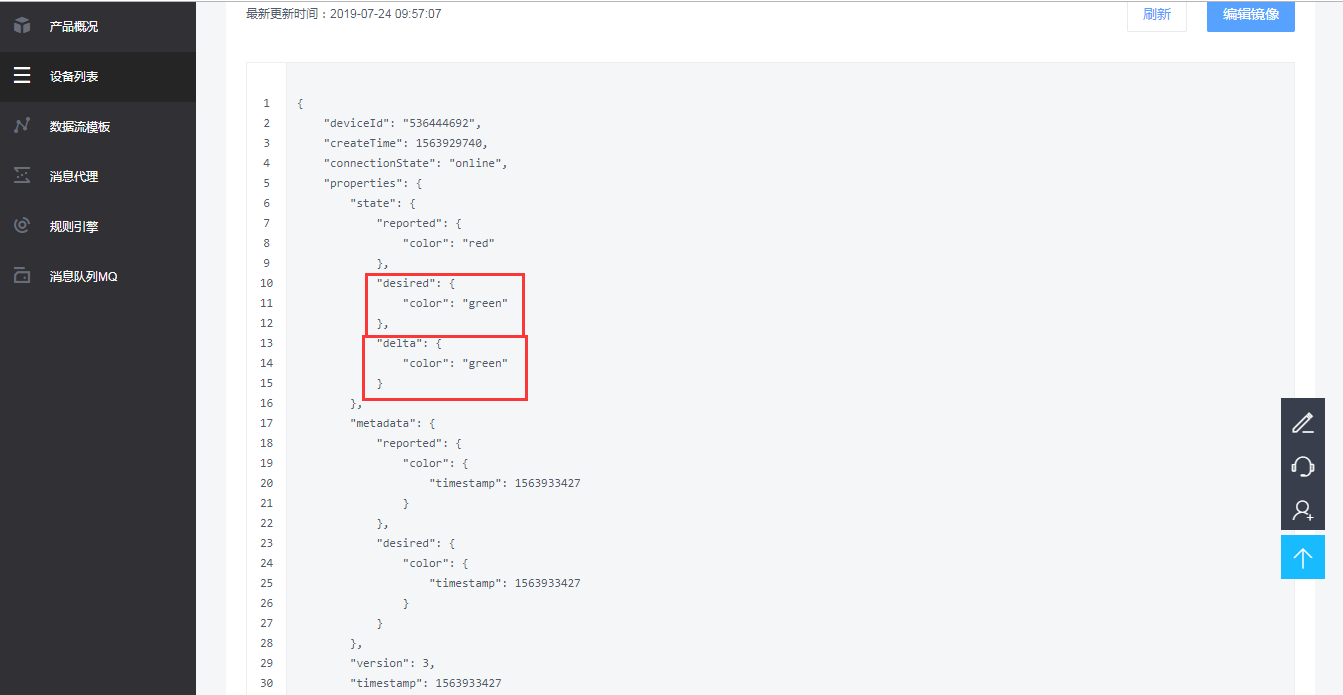 产品概况
设备列表
数据流模板
消息代理
规则引擎
消息队列MQ
最新更新时间：2019-07-24 09:57:07
刷新
编辑镜像
1 {
2 "deviceId": "536444692",
3 "createTime": 1563929740,
4 "connectionState": "online",
5 "properties": {
6 "state": {
7 "reported": {
8 "color": "red"
9 },
10 "desired": {
11 "color": "green"
12 },
13 "delta": {
14 "color": "green"
15 }
16 },
17 "metadata": {
18 "reported": {
19 "color": {
20 "timestamp": 1563933427
21 }
22 },
23 "desired": {
24 "color": {
25 "timestamp": 1563933427
26 }
27 }
28 },
29 "version": 3,
30 "timestamp": 1563933427